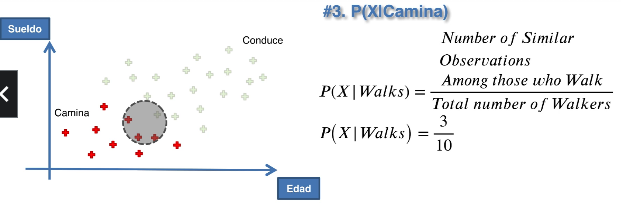 #3. P(X|Camina)
Sueldo
Conduce
Camina
Edad
Number of Similar
Observations
P(X | Walks) = Among those who Walk
Total number of Walkers
P(X | Walks) = 3
10